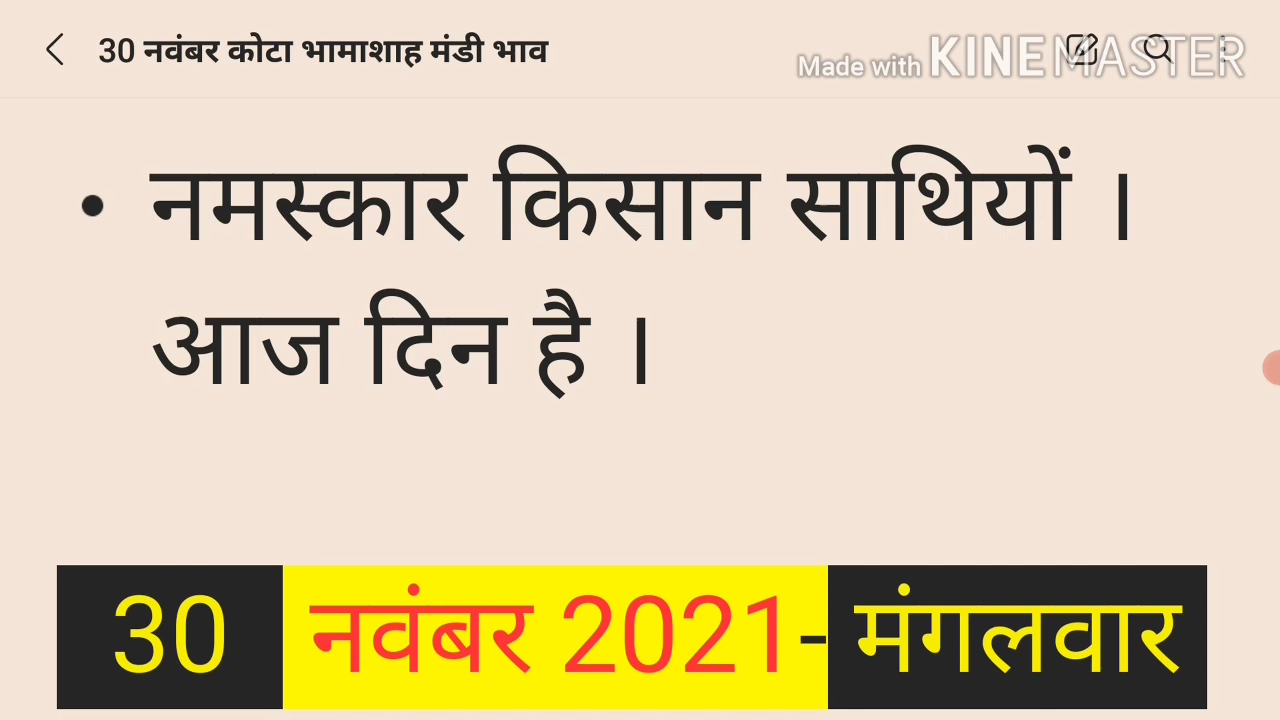 30 नवंबर कोटा भामाशाह मंडी भाव
Made with KINEMASTER
• नमस्कार किसान साथियों ।
आज दिन है ।
30 नवंबर 2021- मंगलवार